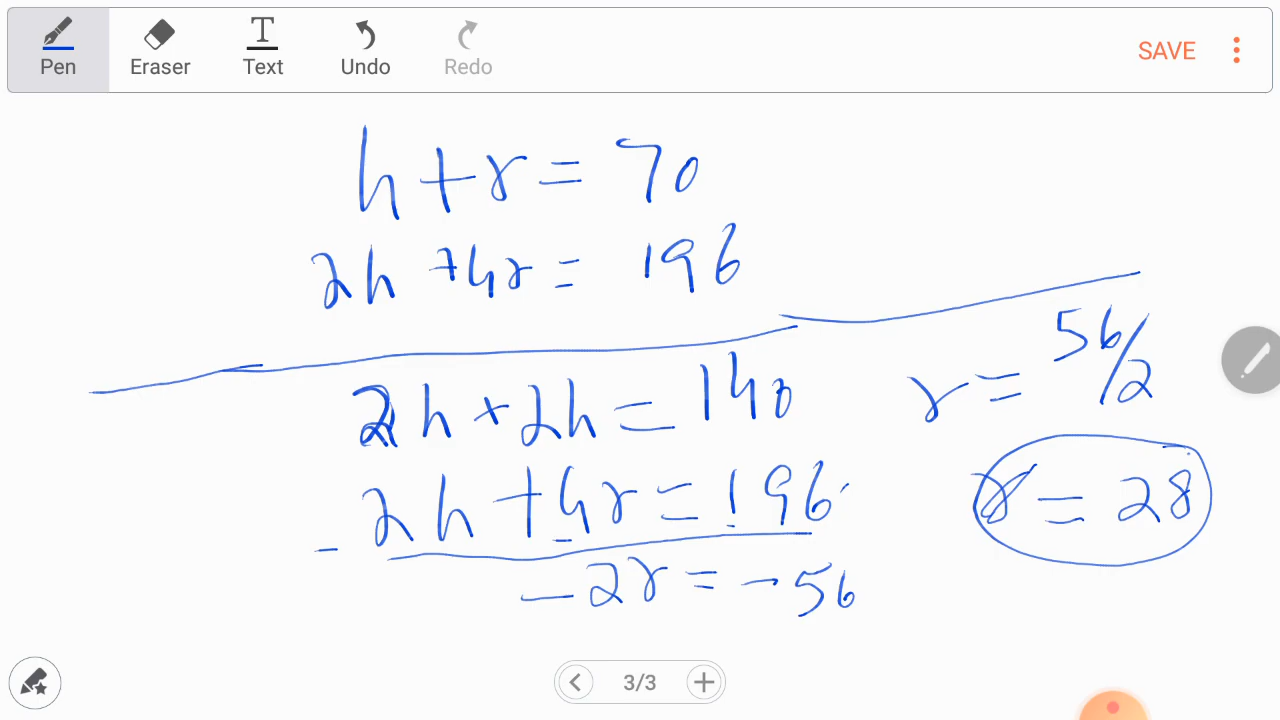 Pen Eraser Text Undo Redo SAVE
h + r = 70
2h + 4r = 196
2h + 2h = 140
2h + 4r = 196
- 2r = - 56
r = 56/2
r = 28
3/3